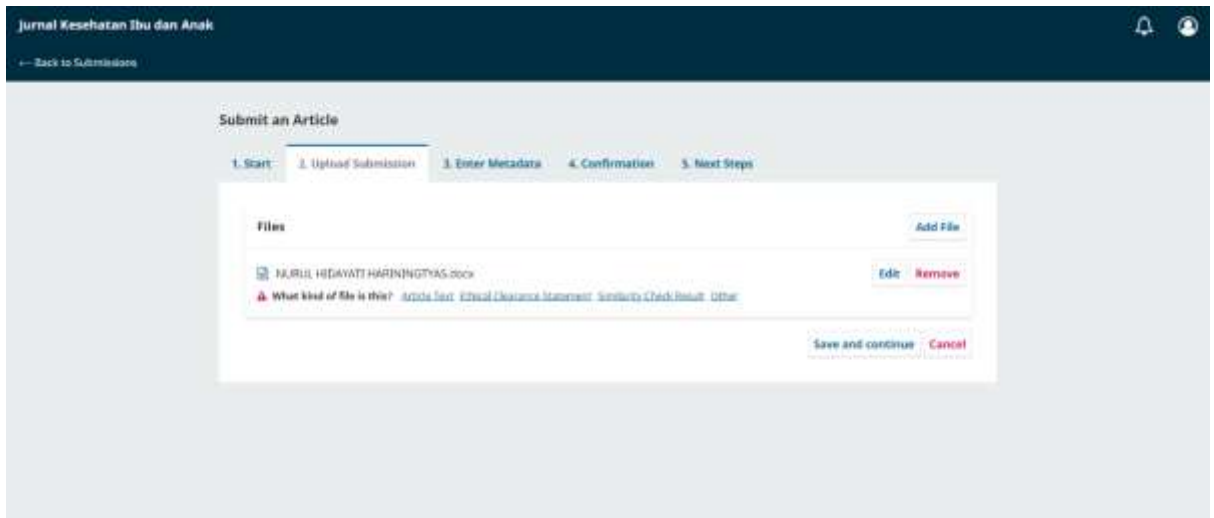 Jurnal Kesehatan Ibu dan Anak
← Back to Submissions
Submit an Article
1. Start 2. Upload Submission 3. Enter Metadata 4. Confirmation 5. Next Steps
Files Add File
NURUL HIDAYATI HARININGTYAS.docx Edit Remove
What kind of file is this? Article Text Ethical Clearance Statement Similarity Check Result Other
Save and continue Cancel